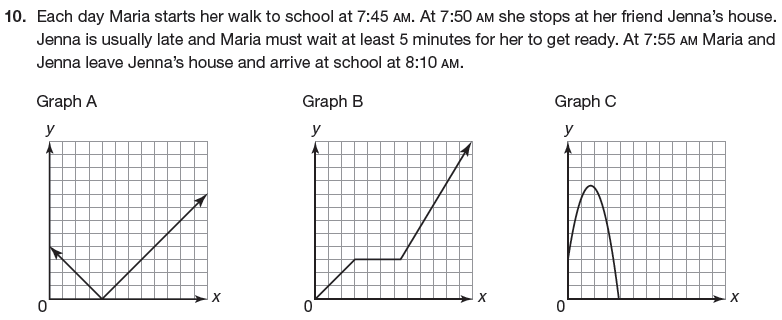 10. Each day Maria starts her walk to school at 7:45 AM. At 7:50 AM she stops at her friend Jenna's house.
Jenna is usually late and Maria must wait at least 5 minutes for her to get ready. At 7:55 AM Maria and
Jenna leave Jenna's house and arrive at school at 8:10 AM.
Graph A Graph B Graph C
y y y
x x x
0 0 0